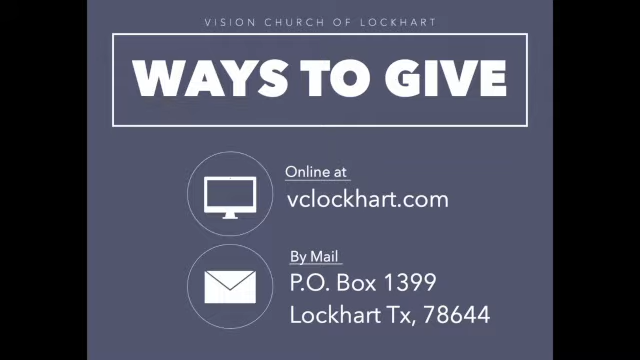 VISION CHURCH OF LOCKHART
WAYS TO GIVE
Online at
vclockhart.com
By Mail
P.O. Box 1399
Lockhart Tx, 78644